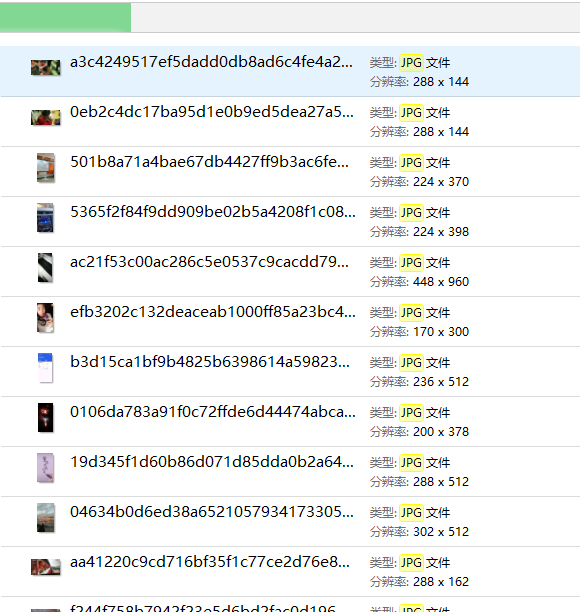 a3c4249517ef5dadd0db8ad6c4fe4a2...
类型: JPG 文件
分辨率: 288 x 144
0eb2c4dc17ba95d1e0b9ed5dea27a5...
类型: JPG 文件
分辨率: 288 x 144
501b8a71a4bae67db4427ff9b3ac6fe...
类型: JPG 文件
分辨率: 224 x 370
5365f2f84f9dd909be02b5a4208f1c08...
类型: JPG 文件
分辨率: 224 x 398
ac21f53c00ac286c5e0537c9cacdd79...
类型: JPG 文件
分辨率: 448 x 960
efb3202c132deaceab1000ff85a23bc4...
类型: JPG 文件
分辨率: 170 x 300
b3d15ca1bf9b4825b6398614a59823...
类型: JPG 文件
分辨率: 236 x 512
0106da783a91f0c72ffde6d44474abca...
类型: JPG 文件
分辨率: 200 x 378
19d345f1d60b86d071d85dda0b2a64...
类型: JPG 文件
分辨率: 288 x 512
04634b0d6ed38a6521057934173305...
类型: JPG 文件
分辨率: 302 x 512
aa41220c9cd716bf35f1c77ce2d76e8...
类型: JPG 文件
分辨率: 288 x 162
f244f758b7942f23e5d6bd2fac0d196...
类型: JPG 文件